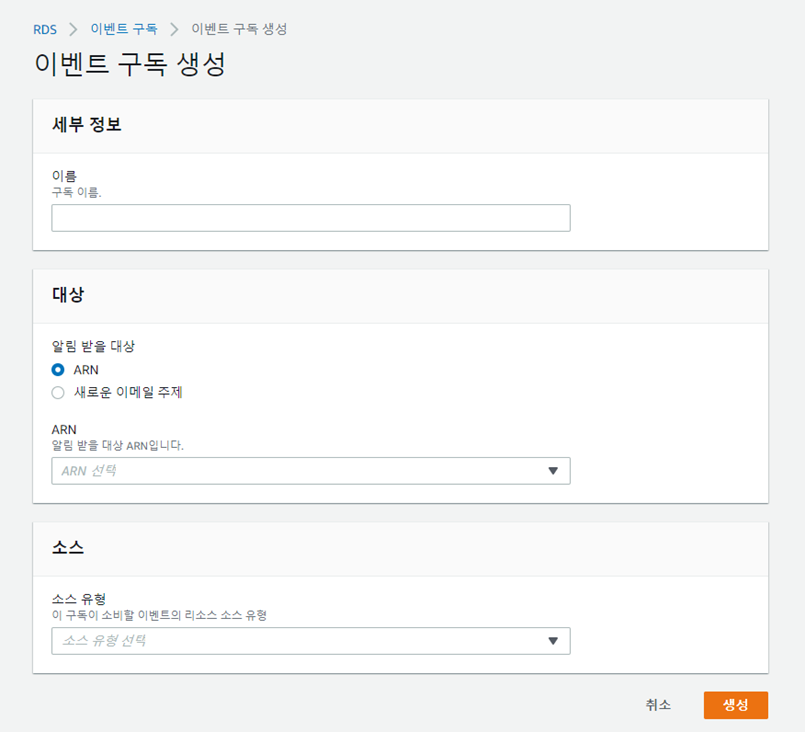 RDS > 이벤트 구독 > 이벤트 구독 생성
이벤트 구독 생성
세부 정보
이름
구독 이름.
대상
알림 받을 대상
ARN
새로운 이메일 주제
ARN
알림 받을 대상 ARN입니다.
ARN 선택
소스
소스 유형
이 구독이 소비할 이벤트의 리소스 소스 유형
소스 유형 선택
취소 생성